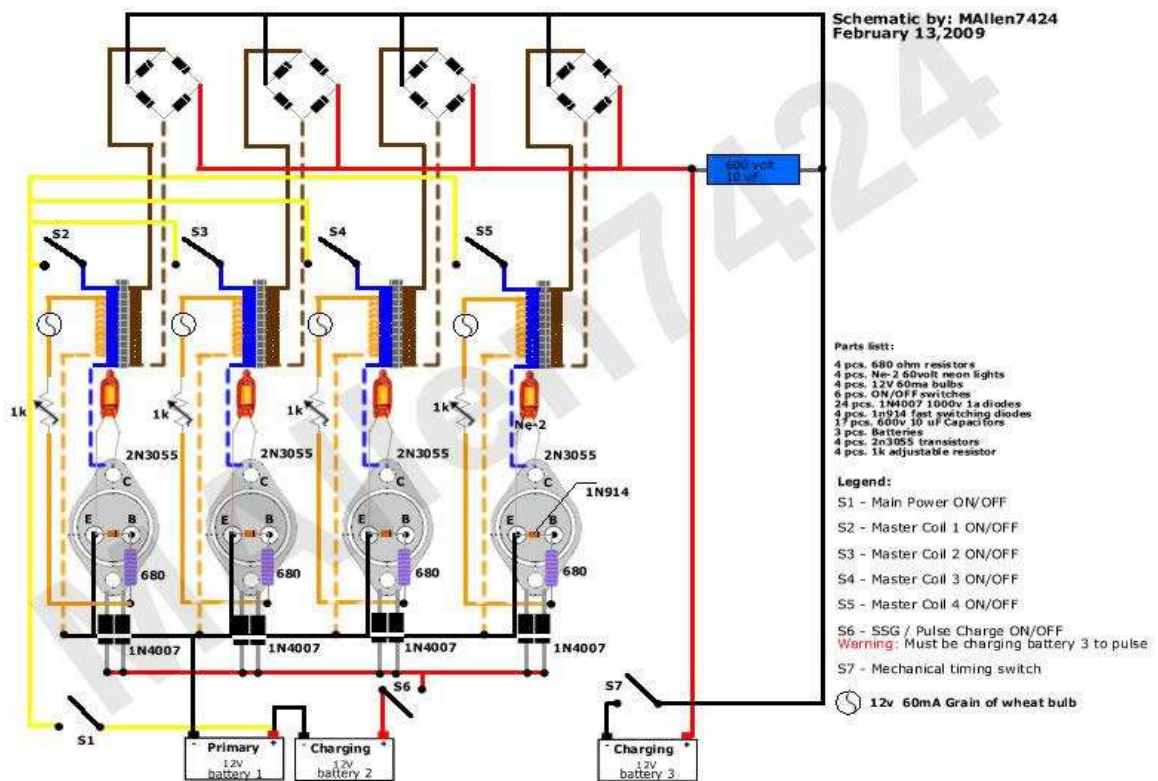 Schematic by: MAllen7424
February 13,2009
600 volt
10 uF
S2
S3
S4
S5
1k
1k
1k
1k
Ne-2
2N3055
2N3055
2N3055
2N3055
C
C
C
C
1N914
E
B
E
B
E
B
E
B
680
680
680
680
1N4007
1N4007
1N4007
1N4007
S6
S7
S1
-
+
-
+
-
+
Primary
12V
battery 1
Charging
12V
battery 2
Charging
12V
battery 3
Parts listt:
4 pcs. 680 ohm resistors
4 pcs. Ne-2 60volt neon lights
4 pcs. 12V 60ma bulbs
6 pcs. ON/OFF switches
24 pcs. 1N4007 1000v 1a diodes
4 pcs. 1n914 fast switching diodes
17 pcs. 600v 10 uF Capacitors
3 pcs. Batteries
4 pcs. 2n3055 transistors
4 pcs. 1k adjustable resistor
Legend:
S1 - Main Power ON/OFF
S2 - Master Coil 1 ON/OFF
S3 - Master Coil 2 ON/OFF
S4 - Master Coil 3 ON/OFF
S5 - Master Coil 4 ON/OFF
S6 - SSG / Pulse Charge ON/OFF
Warning: Must be charging battery 3 to pulse
S7 - Mechanical timing switch
12v 60mA Grain of wheat bulb
MAllen7424